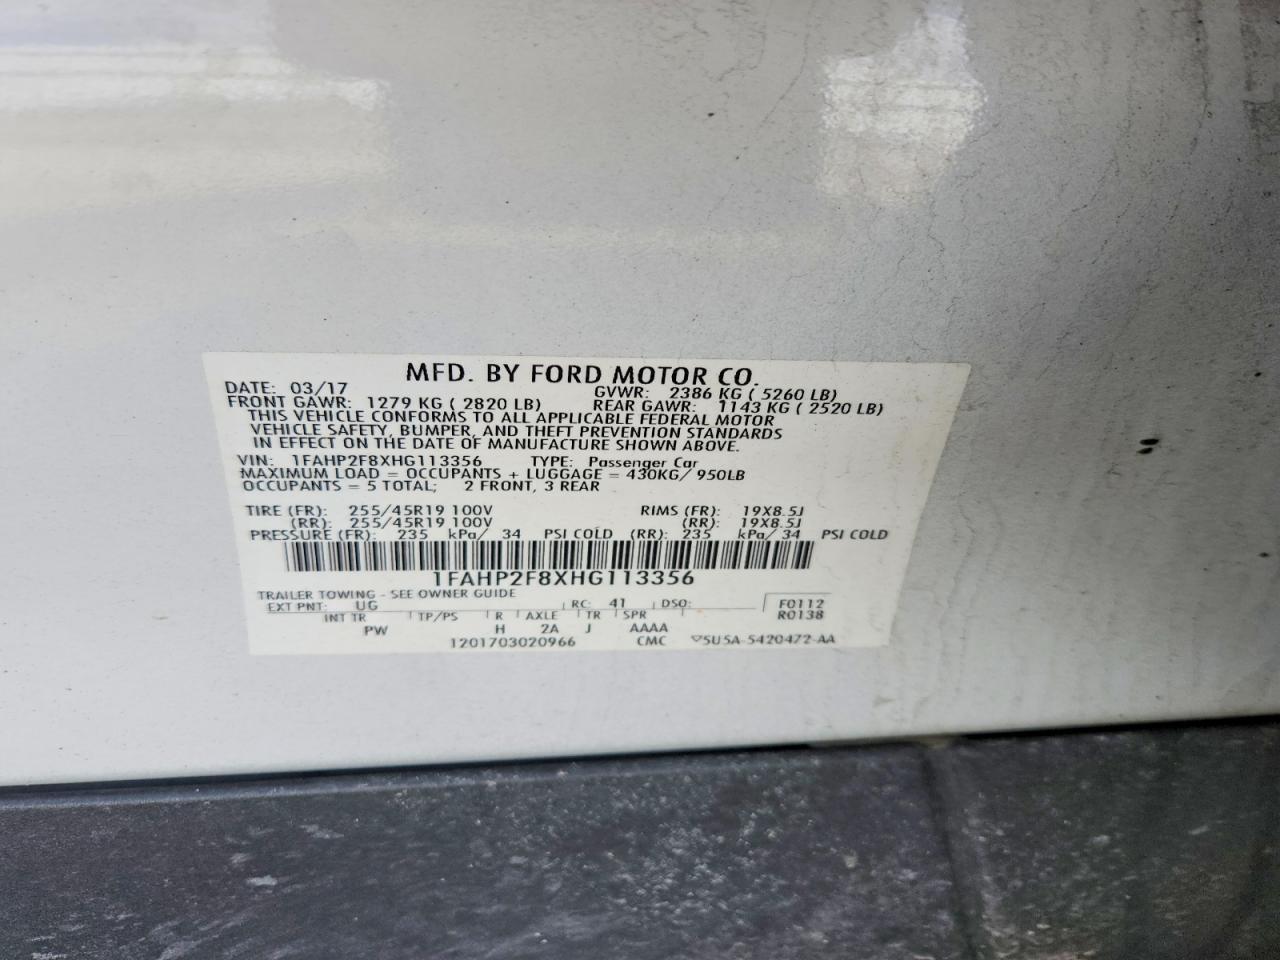 MFD. BY FORD MOTOR CO.
DATE: 03/17 GVWR: 2386 KG ( 5260 LB)
FRONT GAWR: 1279 KG ( 2820 LB) REAR GAWR: 1143 KG ( 2520 LB)
THIS VEHICLE CONFORMS TO ALL APPLICABLE FEDERAL MOTOR
VEHICLE SAFETY, BUMPER, AND THEFT PREVENTION STANDARDS
IN EFFECT ON THE DATE OF MANUFACTURE SHOWN ABOVE.
VIN: 1FAHP2F8XHG113356 TYPE: Passenger Car
MAXIMUM LOAD = OCCUPANTS + LUGGAGE = 430KG/ 950LB
OCCUPANTS = 5 TOTAL; 2 FRONT, 3 REAR
TIRE (FR): 255/45R19 100V RIMS (FR): 19X8.5J
(RR): 255/45R19 100V (RR): 19X8.5J
PRESSURE (FR): 235 kPa/ 34 PSI COLD (RR): 235 kPa/ 34 PSI COLD
1FAHP2F8XHG113356
TRAILER TOWING - SEE OWNER GUIDE
EXT PNT: UG RC: 41 DSO: F0112
INT TR TP/PS R AXLE TR SPR R0138
PW H 2A J AAAA
1201703020966 CMC ▽5U5A-5420472-AA